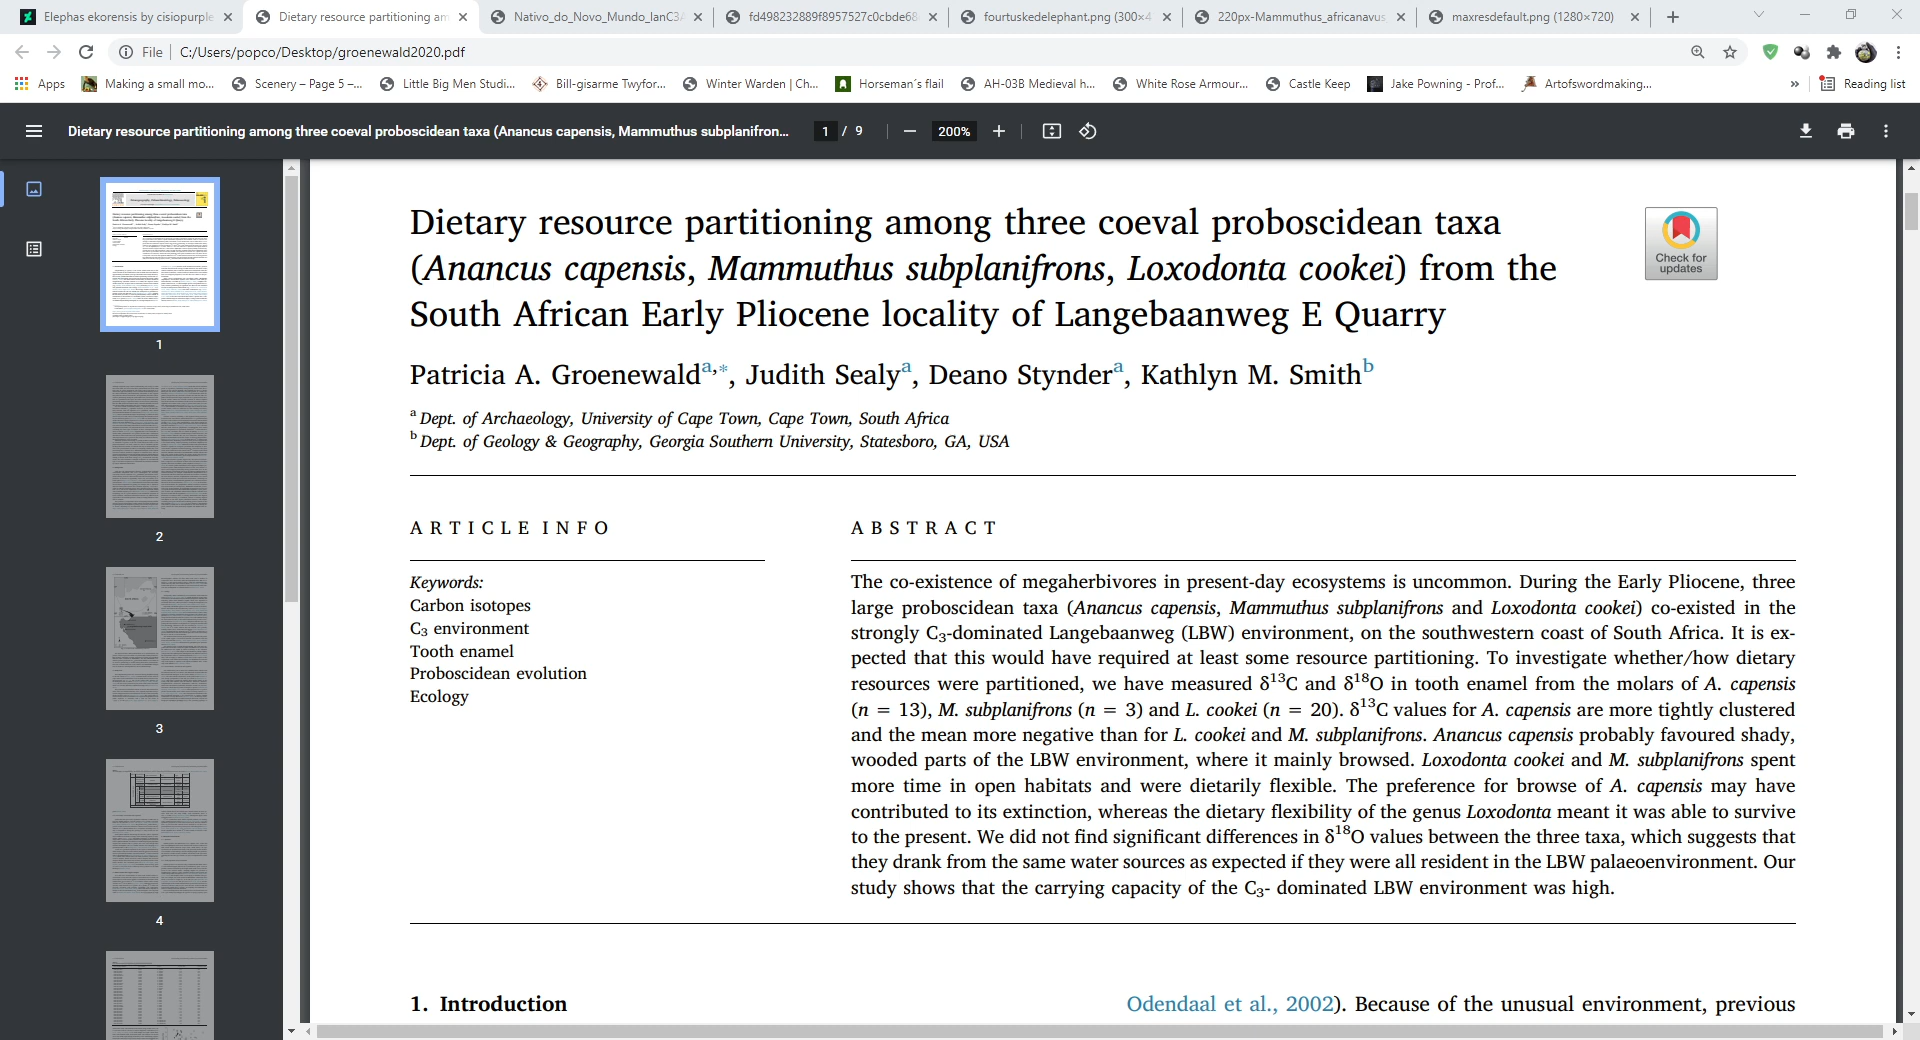 Elephas ekorensis by cisiopurple
Dietary resource partitioning am
Nativo_do_Novo_Mundo_IanC3
fd498232889f8957527c0cbde68
fourtuskedelephant.png (300×4
220px-Mammuthus_africanavus
maxresdefault.png (1280×720)
File | C:/Users/popco/Desktop/groenewald2020.pdf
Apps
Making a small mo...
Scenery – Page 5 –...
Little Big Men Studi...
Bill-gisarme Twyfor...
Winter Warden | Ch...
Horseman´s flail
AH-03B Medieval h...
White Rose Armour...
Castle Keep
Jake Powning - Prof...
Artofswordmaking...
»
Reading list
Dietary resource partitioning among three coeval proboscidean taxa (Anancus capensis, Mammuthus subplanifron...
1 / 9
200%
1
2
3
4
Dietary resource partitioning among three coeval proboscidean taxa
(Anancus capensis, Mammuthus subplanifrons, Loxodonta cookei) from the
South African Early Pliocene locality of Langebaanweg E Quarry
Check for
updates
Patricia A. Groenewald^a,*, Judith Sealy^a, Deano Stynder^a, Kathlyn M. Smith^b
^a Dept. of Archaeology, University of Cape Town, Cape Town, South Africa
^b Dept. of Geology & Geography, Georgia Southern University, Statesboro, GA, USA
ARTICLE INFO
Keywords:
Carbon isotopes
C₃ environment
Tooth enamel
Proboscidean evolution
Ecology
ABSTRACT
The co-existence of megaherbivores in present-day ecosystems is uncommon. During the Early Pliocene, three
large proboscidean taxa (Anancus capensis, Mammuthus subplanifrons and Loxodonta cookei) co-existed in the
strongly C₃-dominated Langebaanweg (LBW) environment, on the southwestern coast of South Africa. It is ex-
pected that this would have required at least some resource partitioning. To investigate whether/how dietary
resources were partitioned, we have measured δ¹³C and δ¹⁸O in tooth enamel from the molars of A. capensis
(n = 13), M. subplanifrons (n = 3) and L. cookei (n = 20). δ¹³C values for A. capensis are more tightly clustered
and the mean more negative than for L. cookei and M. subplanifrons. Anancus capensis probably favoured shady,
wooded parts of the LBW environment, where it mainly browsed. Loxodonta cookei and M. subplanifrons spent
more time in open habitats and were dietarily flexible. The preference for browse of A. capensis may have
contributed to its extinction, whereas the dietary flexibility of the genus Loxodonta meant it was able to survive
to the present. We did not find significant differences in δ¹⁸O values between the three taxa, which suggests that
they drank from the same water sources as expected if they were all resident in the LBW palaeoenvironment. Our
study shows that the carrying capacity of the C₃- dominated LBW environment was high.
1. Introduction
Odendaal et al., 2002). Because of the unusual environment, previous